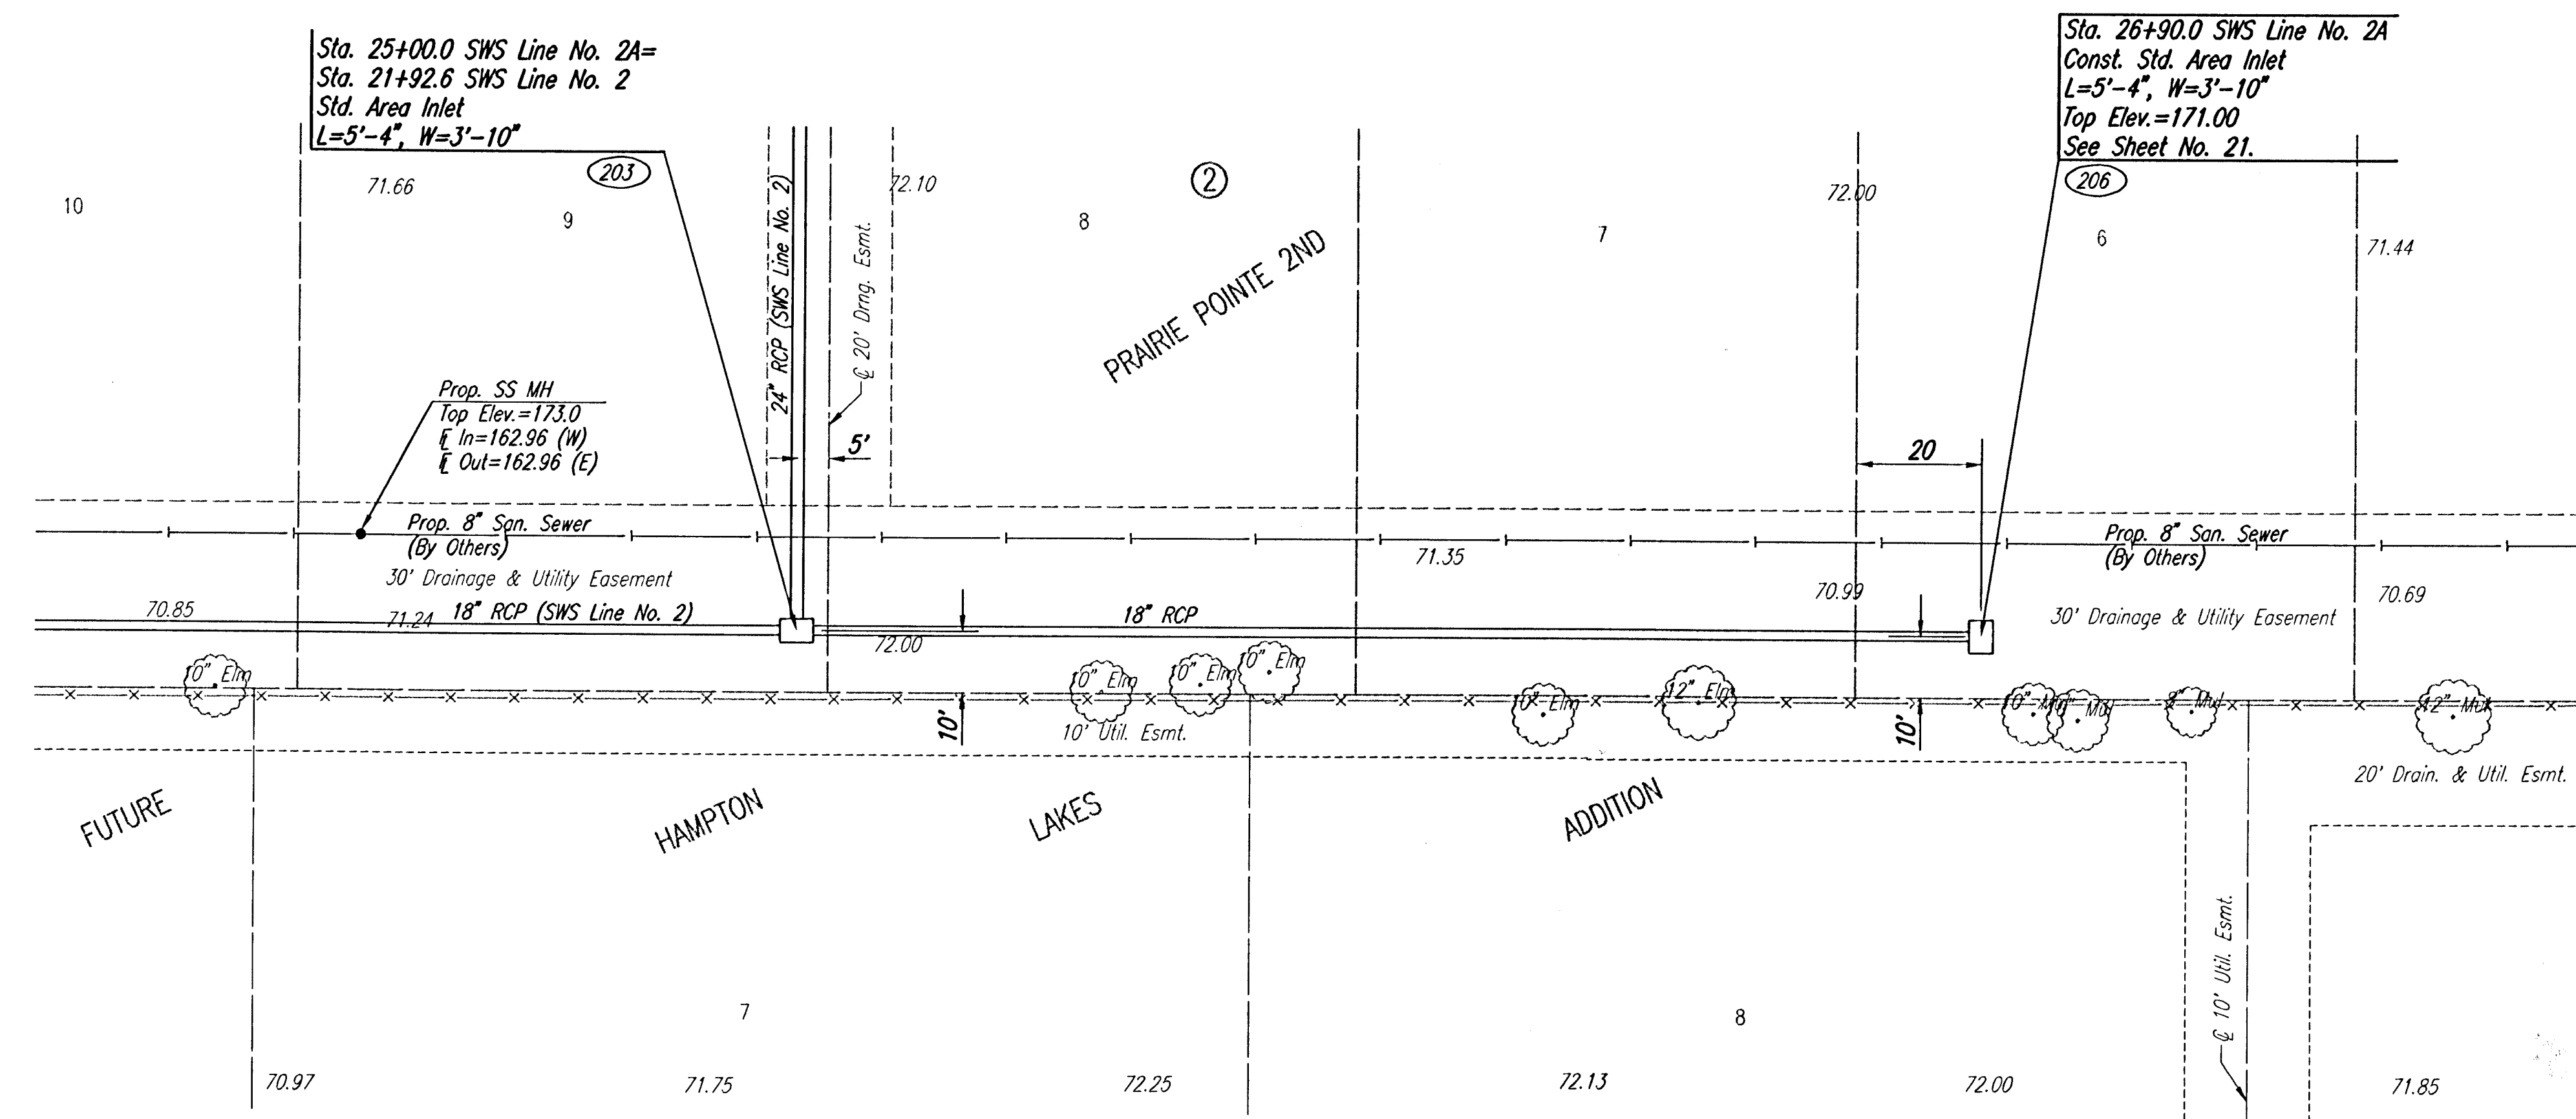 Sta. 25+00.0 SWS Line No. 2A=
Sta. 21+92.6 SWS Line No. 2
Std. Area Inlet
L=5'-4", W=3'-10"
203
Sta. 26+90.0 SWS Line No. 2A
Const. Std. Area Inlet
L=5'-4", W=3'-10"
Top Elev.=171.00
See Sheet No. 21.
206
10
71.66
9
24" RCP (SWS Line No. 2)
℄ 20' Drng. Esmt.
72.10
8
2
PRAIRIE POINTE 2ND
7
72.00
6
71.44
Prop. SS MH
Top Elev.=173.0
In=162.96 (W)
Out=162.96 (E)
5'
20
Prop. 8" San. Sewer
(By Others)
30' Drainage & Utility Easement
71.35
Prop. 8" San. Sewer
(By Others)
30' Drainage & Utility Easement
70.85
71.24
18" RCP (SWS Line No. 2)
72.00
18" RCP
70.99
70.69
10" Elm
10" Elm
10" Elm
10" Elm
10" Elm
12" Elm
10" Mul
Mul
8" Mul
12" Mul
10'
10' Util. Esmt.
10'
20' Drain. & Util. Esmt.
FUTURE
HAMPTON
LAKES
ADDITION
7
8
℄ 10' Util. Esmt.
70.97
71.75
72.25
72.13
72.00
71.85